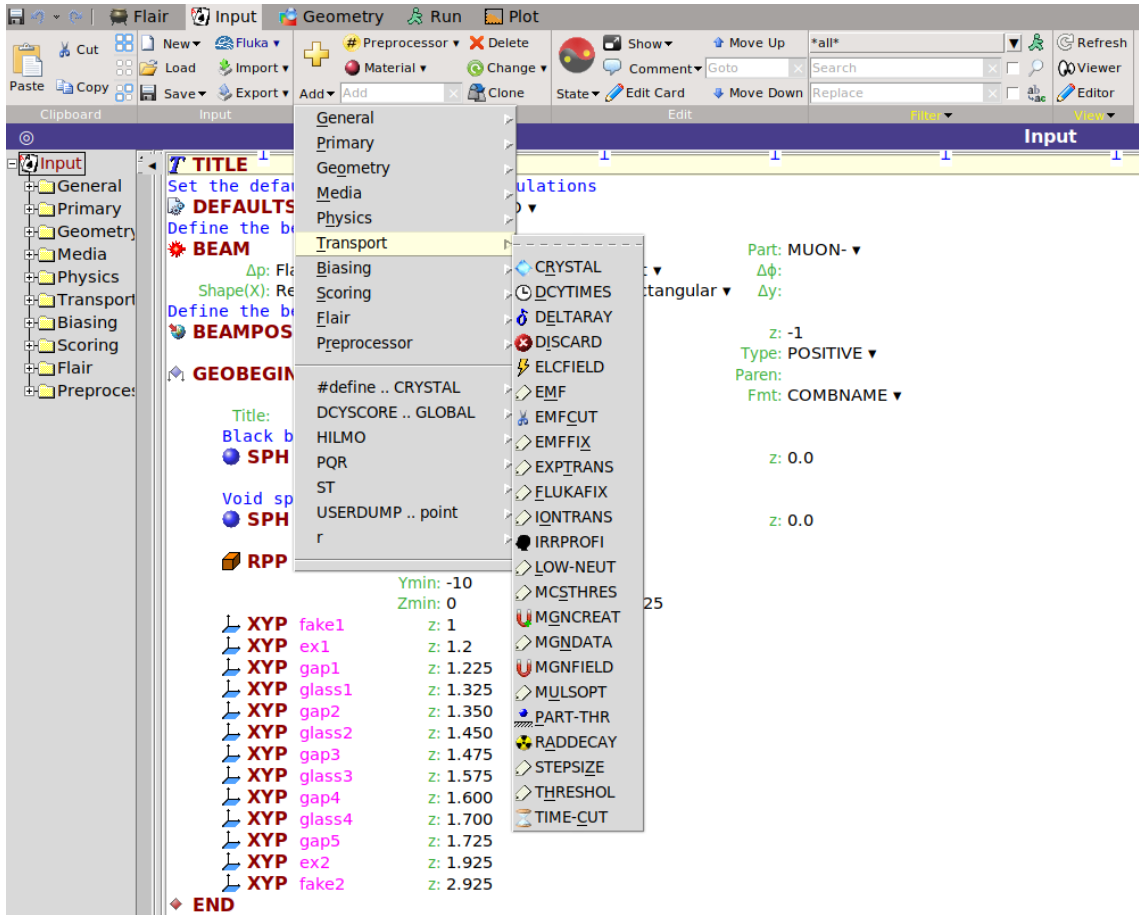 Flair Input Geometry Run Plot
Cut New Fluka # Preprocessor Delete Show Move Up *all* Refresh
Load Import Material Change Comment Goto Search Viewer
Paste Copy Save Export Add Add Clone State Edit Card Move Down Replace ab ac Editor
Clipboard Input Edit Filter View
Input
Input
General
Primary
Geometry
Media
Physics
Transport
Biasing
Scoring
Flair
Preproces
General
Primary
Geometry
Media
Physics
Transport
Biasing
Scoring
Flair
Preprocessor
#define .. CRYSTAL
DCYSCORE .. GLOBAL
HILMO
PQR
ST
USERDUMP .. point
r
CRYSTAL
DCYTIMES
DELTARAY
DISCARD
ELCFIELD
EMF
EMFCUT
EMFFIX
EXPTRANS
FLUKAFIX
IONTRANS
IRRPROFI
LOW-NEUT
MCSTHRES
MGNCREAT
MGNDATA
MGNFIELD
MULSOPT
PART-THR
RADDECAY
STEPSIZE
THRESHOL
TIME-CUT
T TITLE
Set the defau ulations
DEFAULTS
Define the be
BEAM Part: MUON-
Δp: Fla Δϕ:
Shape(X): Re tangular Δy:
Define the be
BEAMPOS z: -1
Type: POSITIVE
GEOBEGIN Paren:
Fmt: COMBNAME
Title:
Black b
SPH z: 0.0
Void sp
SPH z: 0.0
RPP
Ymin: -10
Zmin: 0 25
XYP fake1 z: 1
XYP ex1 z: 1.2
XYP gap1 z: 1.225
XYP glass1 z: 1.325
XYP gap2 z: 1.350
XYP glass2 z: 1.450
XYP gap3 z: 1.475
XYP glass3 z: 1.575
XYP gap4 z: 1.600
XYP glass4 z: 1.700
XYP gap5 z: 1.725
XYP ex2 z: 1.925
XYP fake2 z: 2.925
END